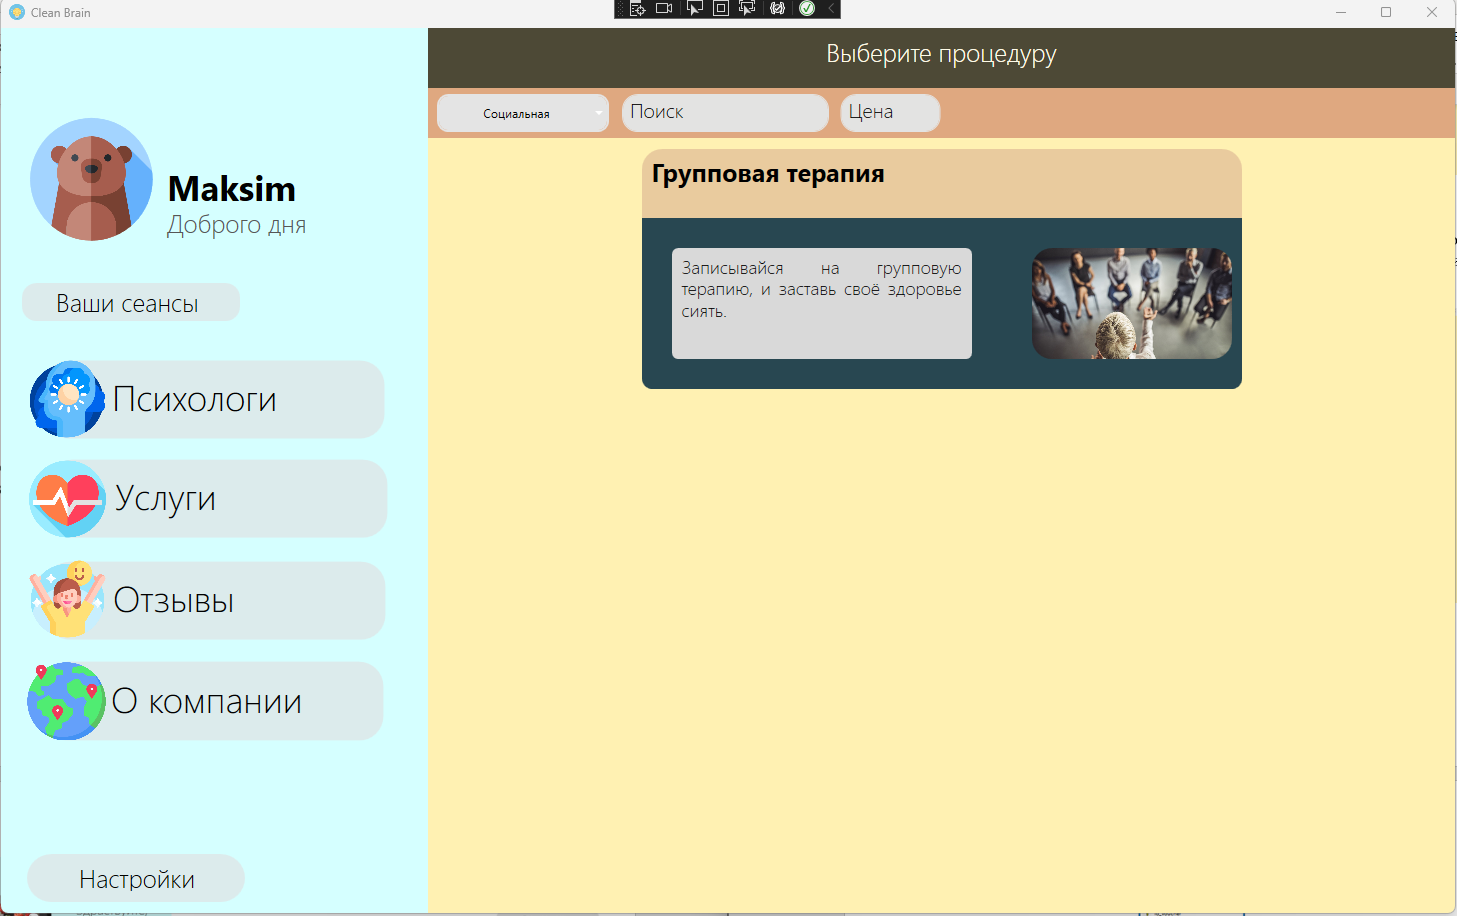 Clean Brain
Выберите процедуру
Социальная
Поиск
Цена
Maksim
Доброго дня
Групповая терапия
Записывайся на групповую
терапию, и заставь своё здоровье
сиять.
Ваши сеансы
Психологи
Услуги
Отзывы
О компании
Настройки